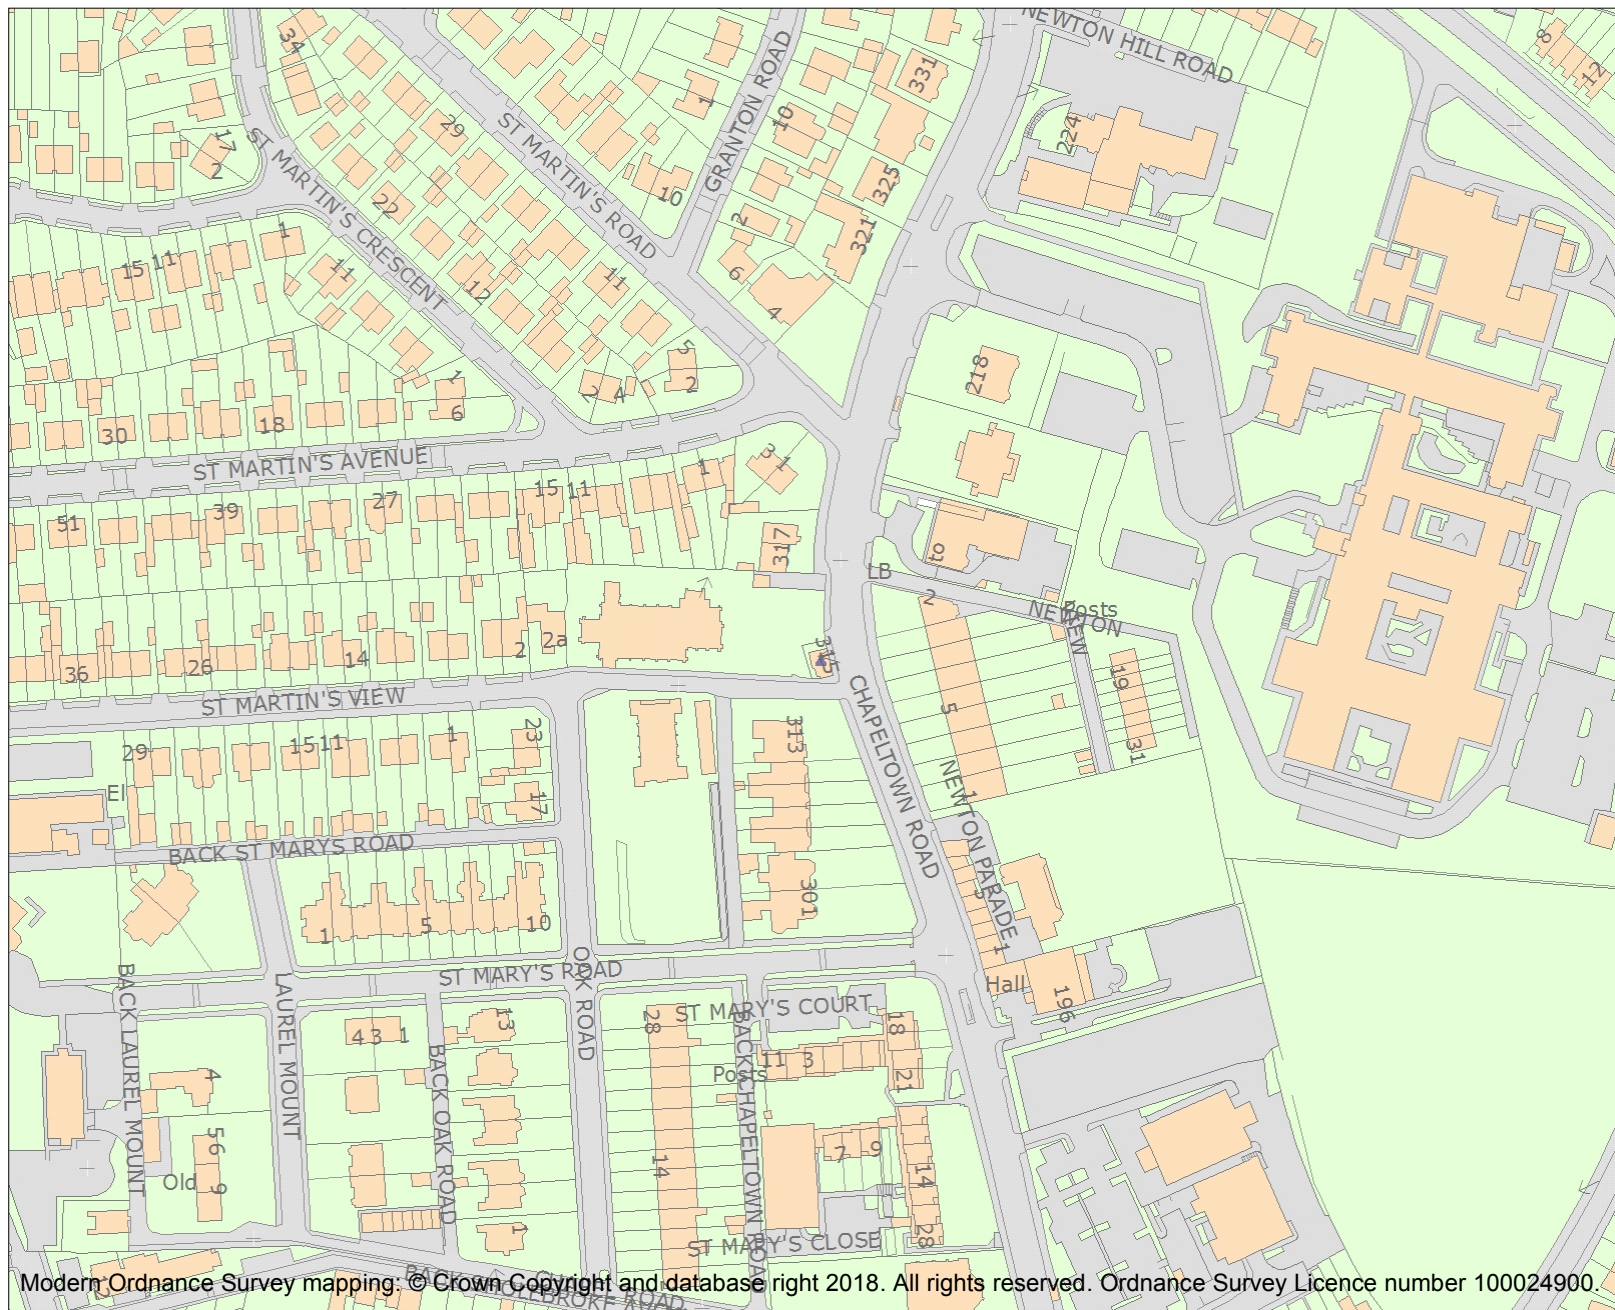 NEWTON HILL ROAD
34
331
8
12
1
GRANTON ROAD
10
224
29
ST MARTIN'S ROAD
17
2
ST MARTIN'S CRESCENT
325
10
22
2
321
1
15 11
11
12
11
6
4
5
2
2 4
218
1
6
30
18
ST MARTIN'S AVENUE
31
1
15 11
27
39
51
317
to
LB
2
NEWTON
Posts
315
2a
2
14
26
36
19
ST MARTIN'S VIEW
CHAPELTOWN ROAD
5
31
313
23
1
15 11
29
El
17
NEWTON PARADE
1
BACK ST MARYS ROAD
301
5
1
5
10
1
ST MARY'S ROAD
OAK ROAD
Hall
196
BACK LAUREL MOUNT
LAUREL MOUNT
ST MARY'S COURT
28
13
18
4 3 1
BACK OAK ROAD
BACK CHAPELTOWN ROAD
11 3
Posts
21
4
5 6
9
Old
7 9
14
14
28
1
ST MARY'S CLOSE
Modern Ordnance Survey mapping: © Crown Copyright and database right 2018. All rights reserved. Ordnance Survey Licence number 100024900.